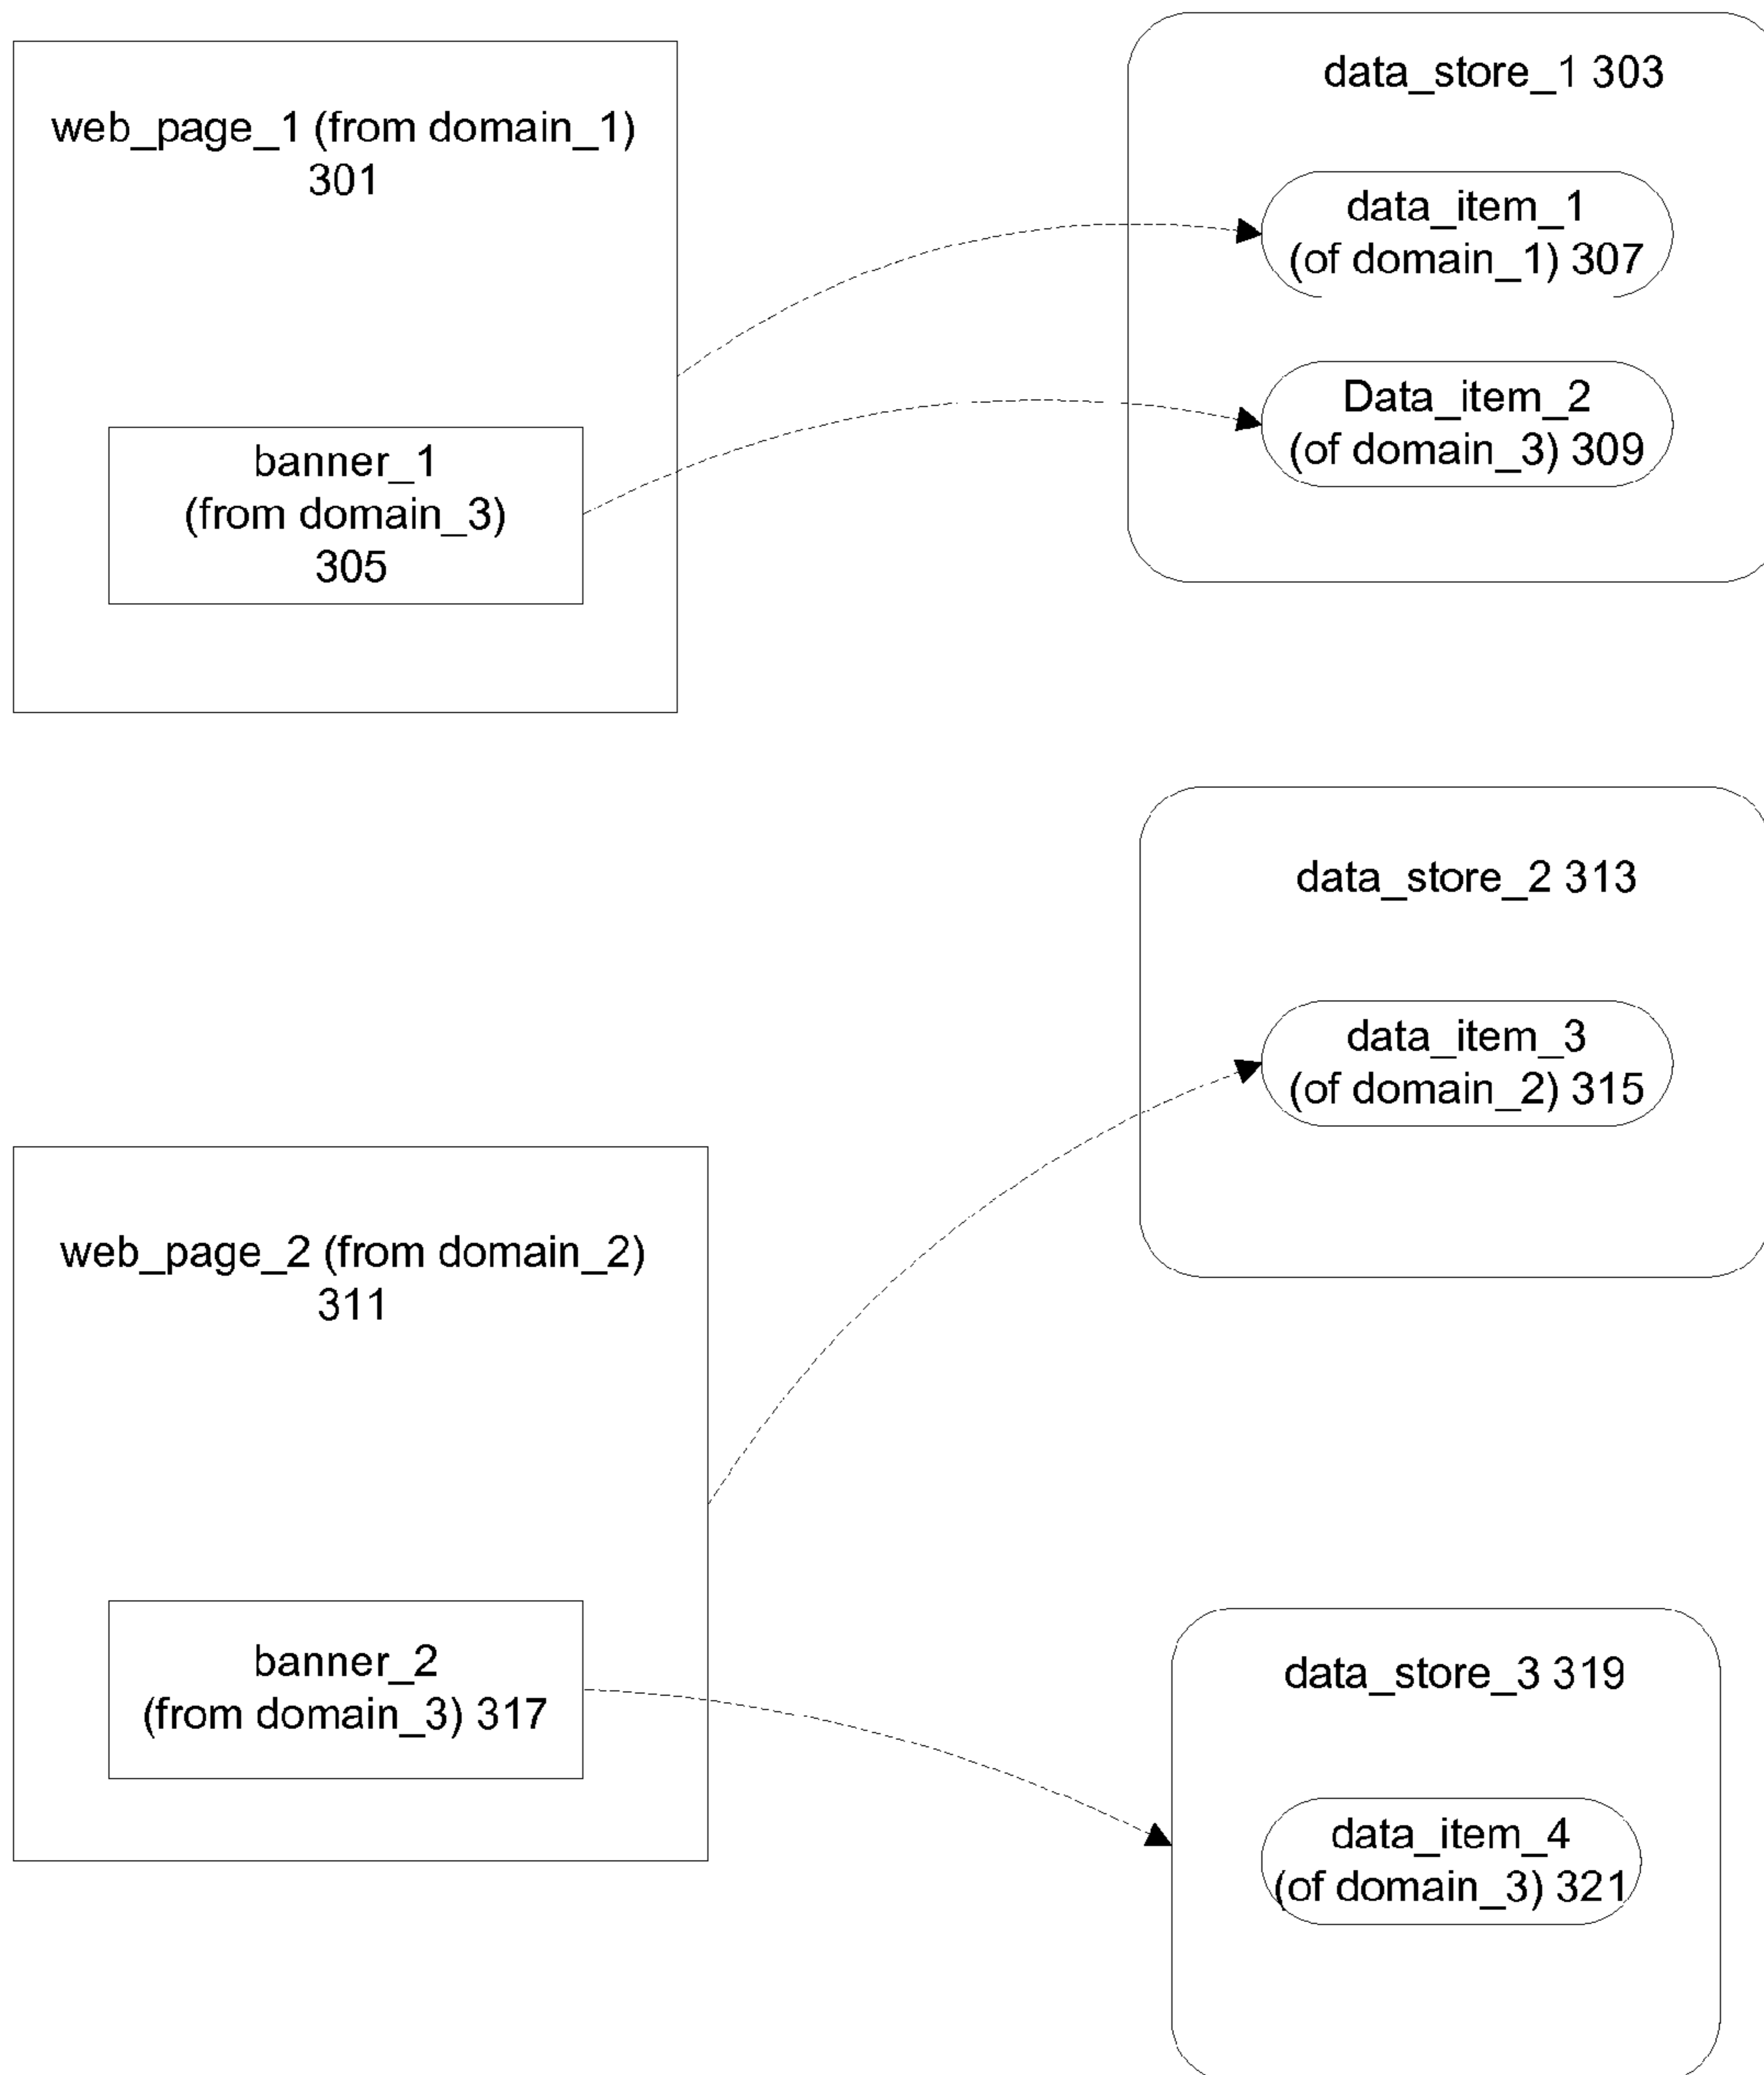 web_page_1 (from domain_1)
301
banner_1
(from domain_3)
305
data_store_1 303
data_item_1
(of domain_1) 307
Data_item_2
(of domain_3) 309
data_store_2 313
data_item_3
(of domain_2) 315
web_page_2 (from domain_2)
311
banner_2
(from domain_3) 317
data_store_3 319
data_item_4
(of domain_3) 321